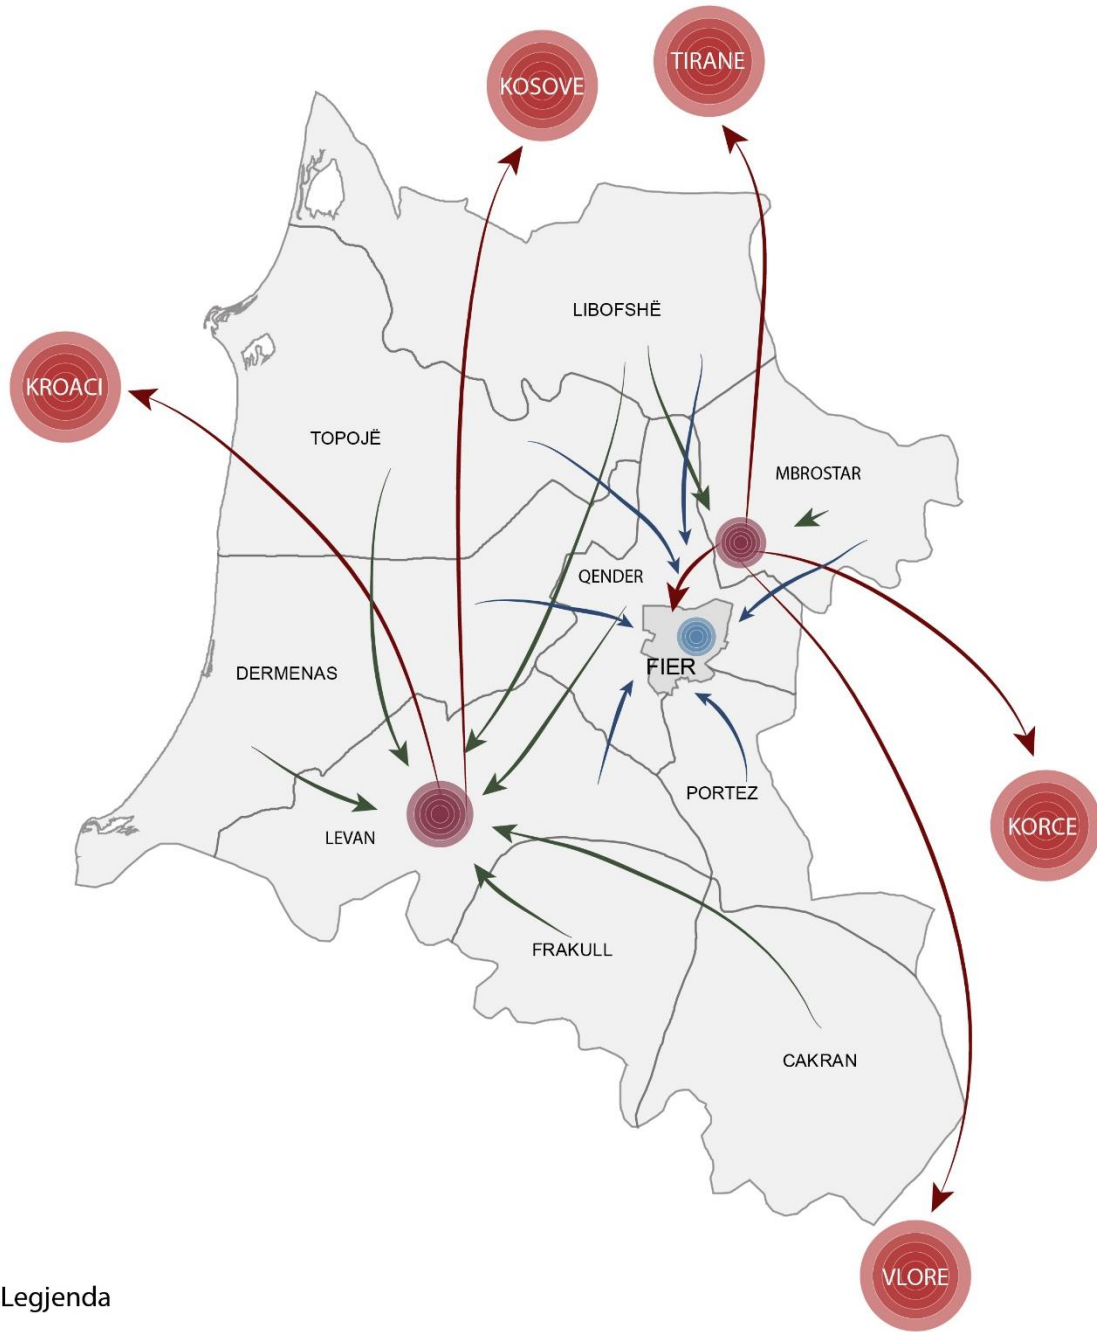 TIRANE
KOSOVE
LIBOFSHË
KROACI
TOPOJË
MBROSTAR
QENDER
FIER
DERMENAS
PORTEZ
KORCE
LEVAN
FRAKULL
CAKRAN
VLORE
Legjenda